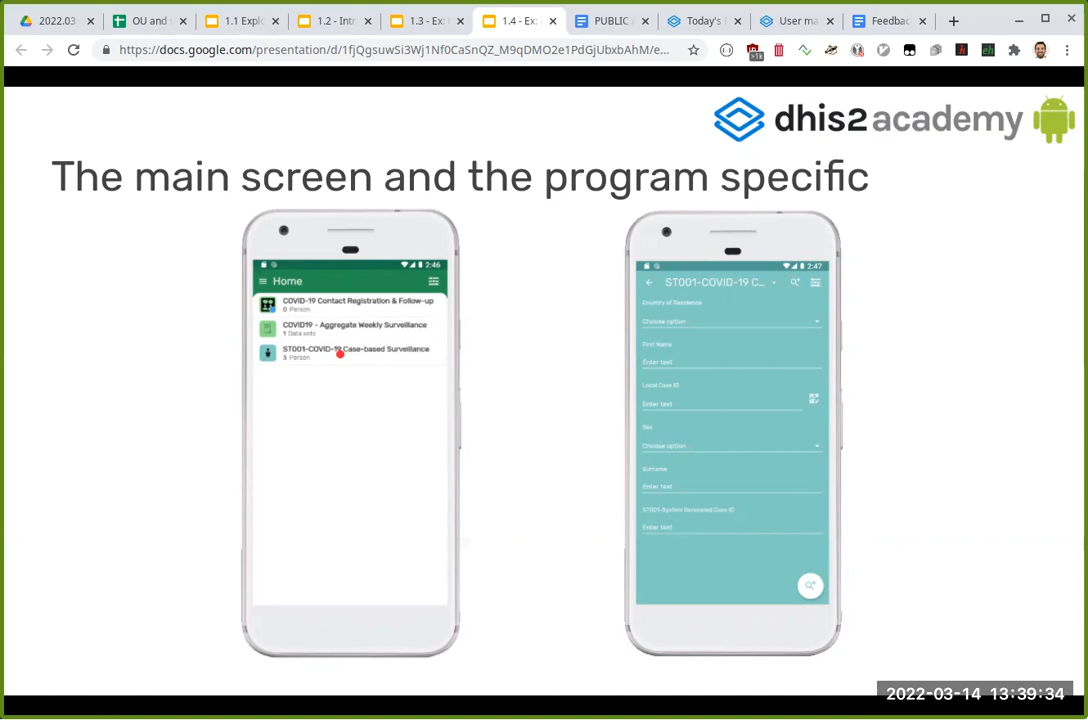 2022.03
OU and
1.1 Explo
1.2 - Intr
1.3 - Ex:
1.4 - Ex:
PUBLIC
Today's
User ma
Feedbac
https://docs.google.com/presentation/d/1fjQgsuwSi3Wj1Nf0CaSnQZ_M9qDMO2e1PdGjUbxbAhM/e...
>1k
dhis2 academy
The main screen and the program specific
2:46
Home
COVID-19 Contact Registration & Follow-up
0 Person
COVID19 - Aggregate Weekly Surveillance
1 Data sets
ST001-COVID-19 Case-based Surveillance
3 Person
2:47
ST001-COVID-19 C...
Country of Residence
Choose option
First Name
Enter text
Local Case ID
Enter text
Sex
Choose option
Surname
Enter text
ST001-System Generated Case ID
Enter text
2022-03-14 13:39:34